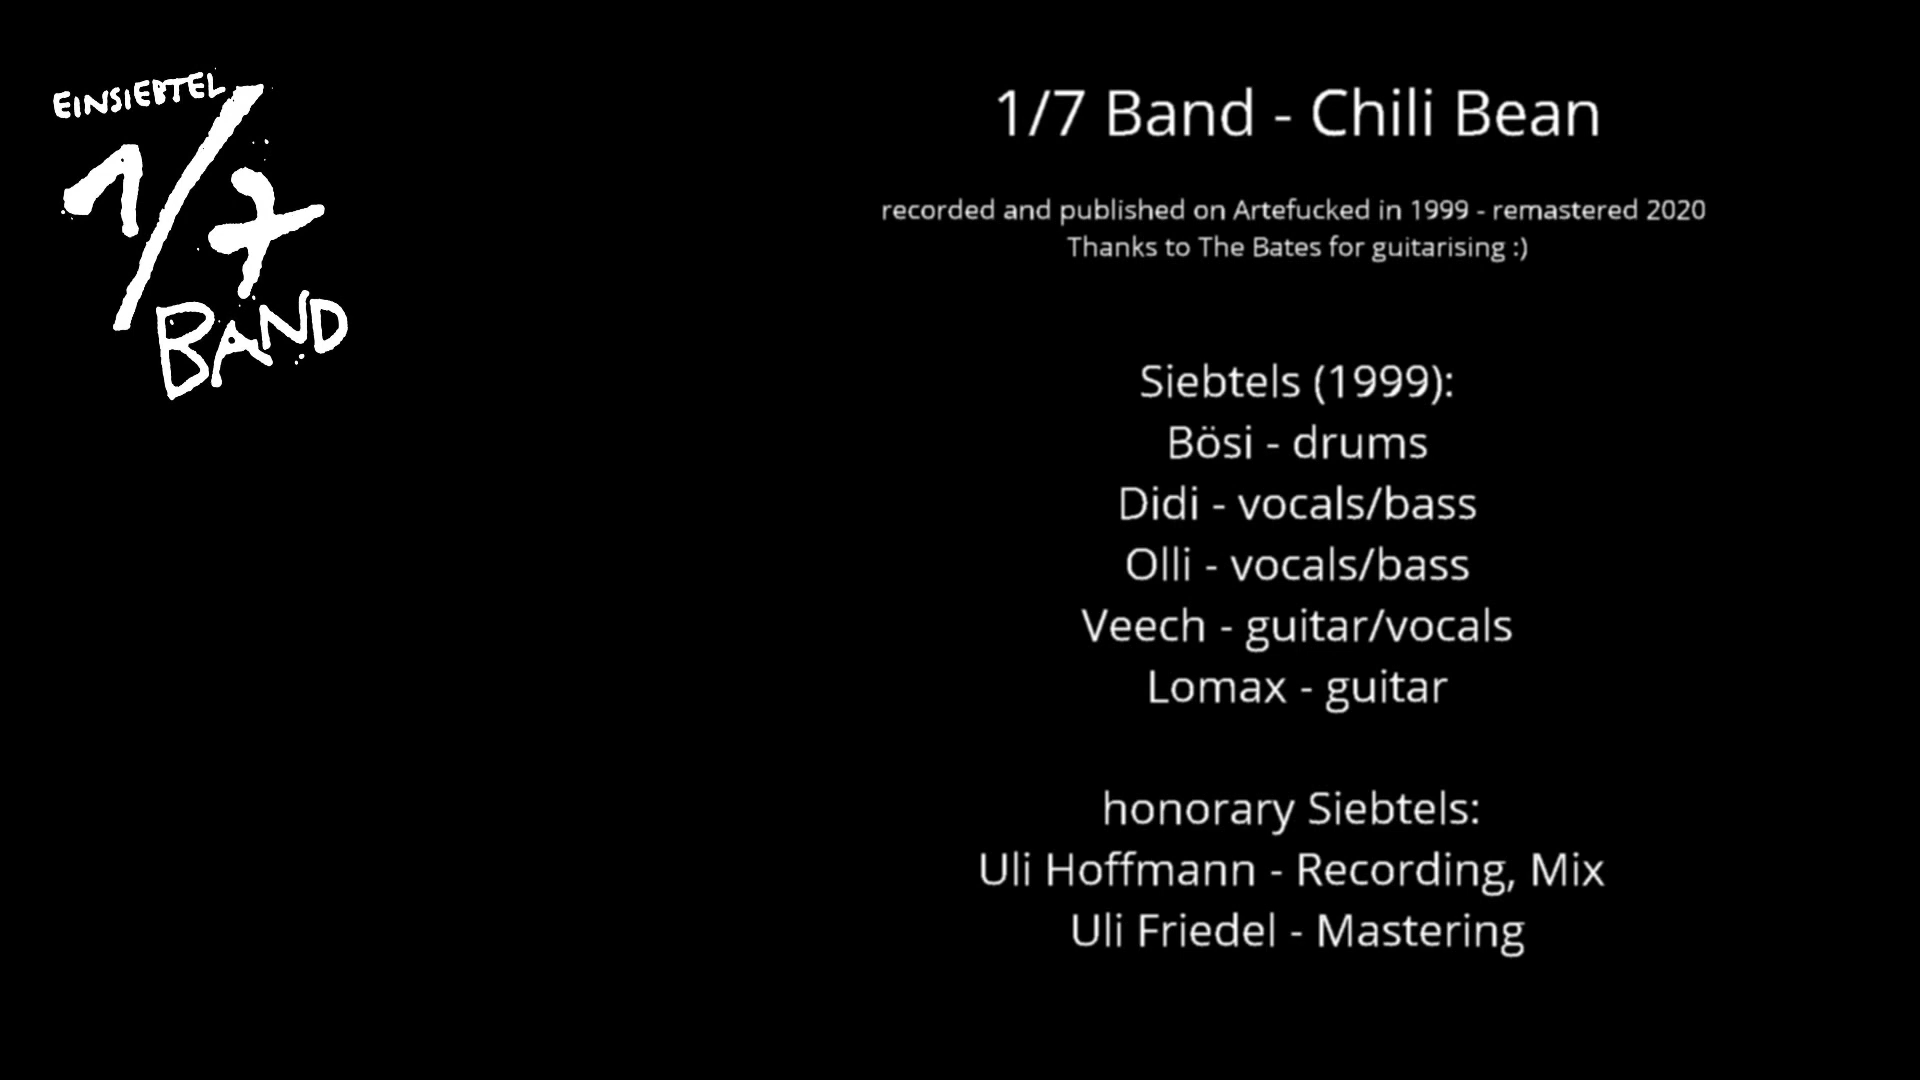 EINSIEBTEL
1/7
BAND
1/7 Band - Chili Bean
recorded and published on Artefucked in 1999 - remastered 2020
Thanks to The Bates for guitarising :)
Siebtels (1999):
Bösi - drums
Didi - vocals/bass
Olli - vocals/bass
Veech - guitar/vocals
Lomax - guitar
honorary Siebtels:
Uli Hoffmann - Recording, Mix
Uli Friedel - Mastering